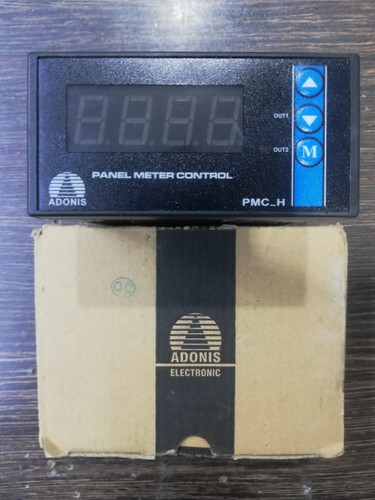 OUT1
OUT2
M
PANEL METER CONTROL
ADONIS
PMC_H
ADONIS
ELECTRONIC